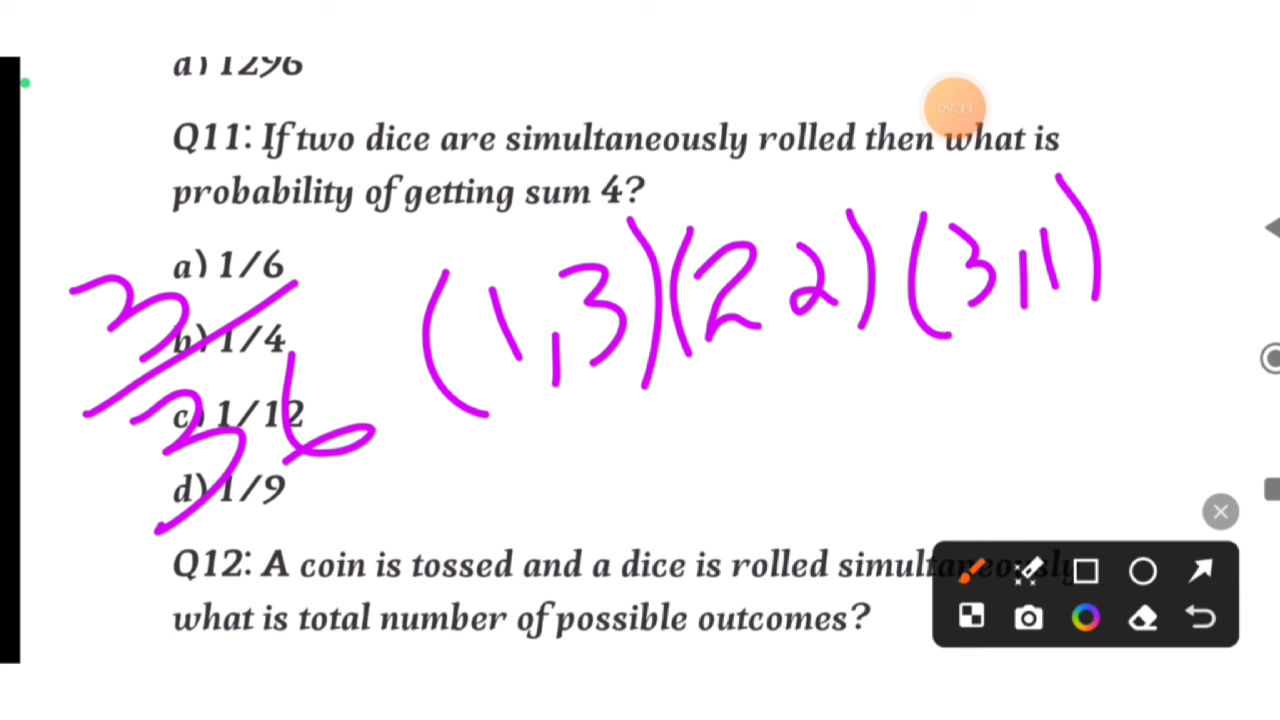 d) 1296
09:33
Q11: If two dice are simultaneously rolled then what is
probability of getting sum 4?
(1,3) (2 2) (3,1)
a) 1/6
b) 1/4
c) 1/12
d) 1/9
3/36
Q12: A coin is tossed and a dice is rolled simultaneously
what is total number of possible outcomes?